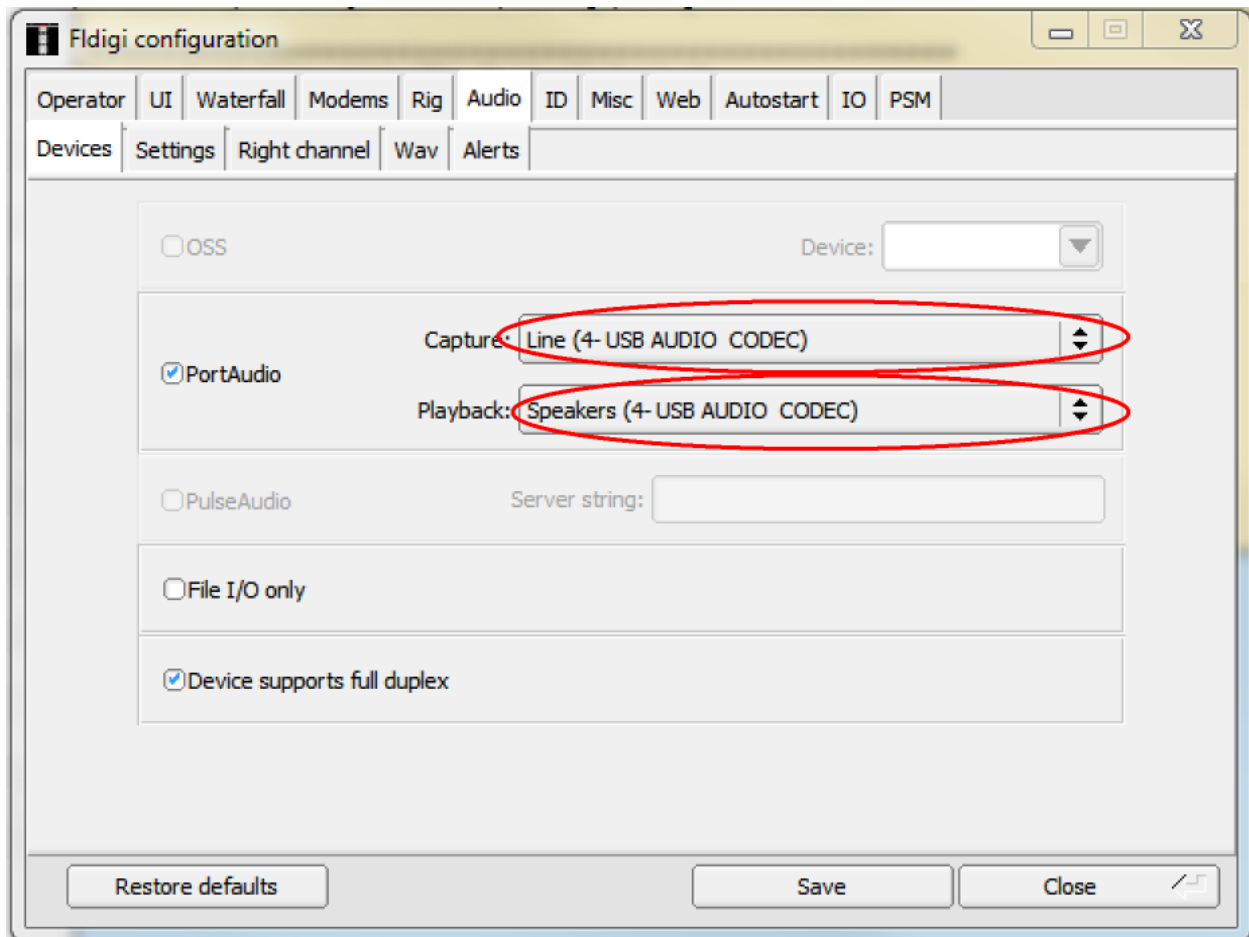 Fldigi configuration
Operator UI Waterfall Modems Rig Audio ID Misc Web Autostart IO PSM
Devices Settings Right channel Wav Alerts
OSS Device:
Capture: Line (4- USB AUDIO CODEC)
PortAudio
Playback: Speakers (4- USB AUDIO CODEC)
PulseAudio Server string:
File I/O only
Device supports full duplex
Restore defaults Save Close